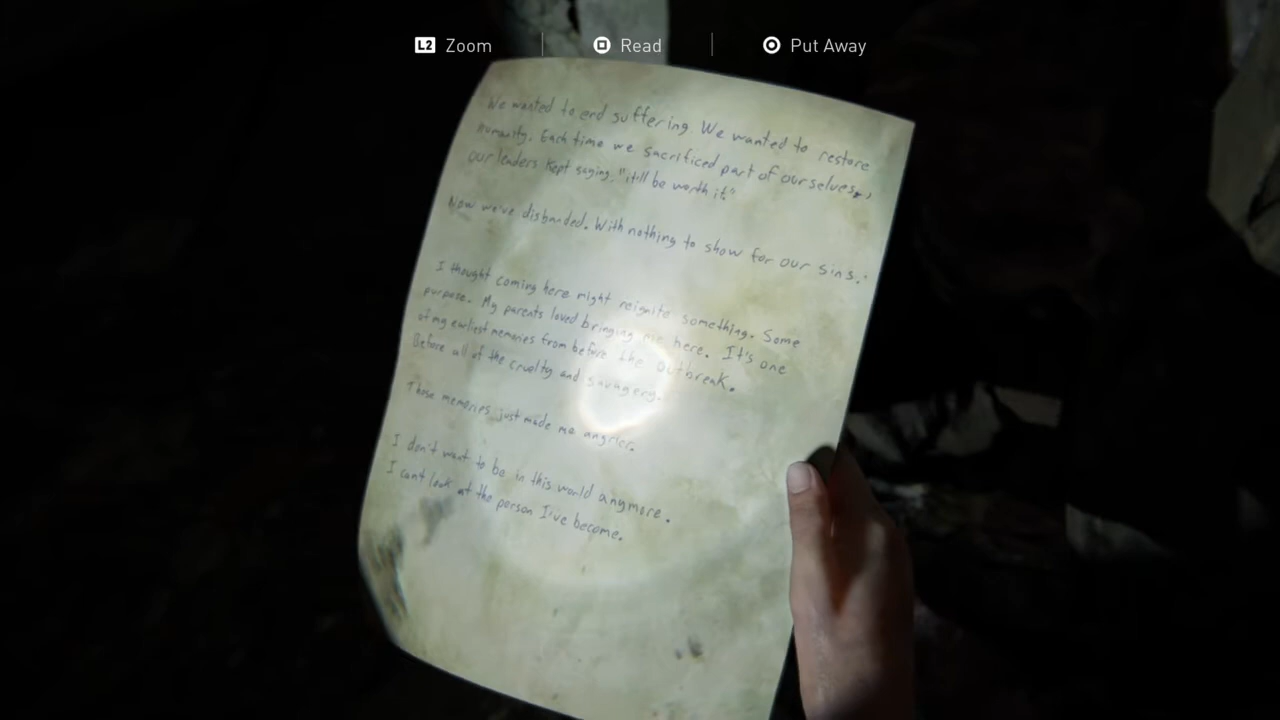 L2 Zoom
Read
Put Away
We wanted to end suffering. We wanted to restore
humanity. Each time we sacrificed part of ourselves,
our leaders kept saying, "it'll be worth it."
Now we've disbanded. With nothing to show for our sins.
I thought coming here might reignite something. Some
purpose. My parents loved bringing me here. It's one
of my earliest memories from before the outbreak.
Before all of the cruelty and savagery.
Those memories just made me angrier.
I don't want to be in this world anymore.
I can't look at the person I've become.